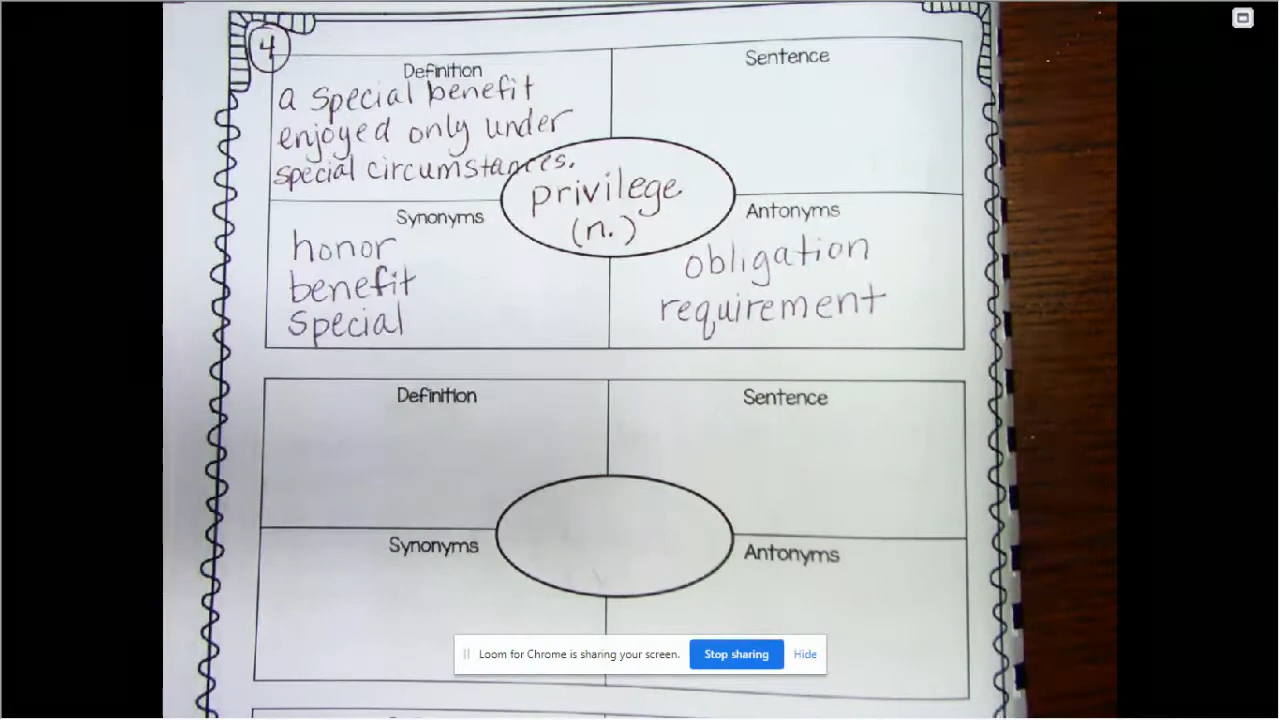 4
Definition
a special benefit
enjoyed only under
special circumstances.
Sentence
privilege
(n.)
Synonyms
honor
benefit
special
Antonyms
obligation
requirement
Definition
Sentence
Synonyms
Antonyms
Loom for Chrome is sharing your screen.
Stop sharing
Hide